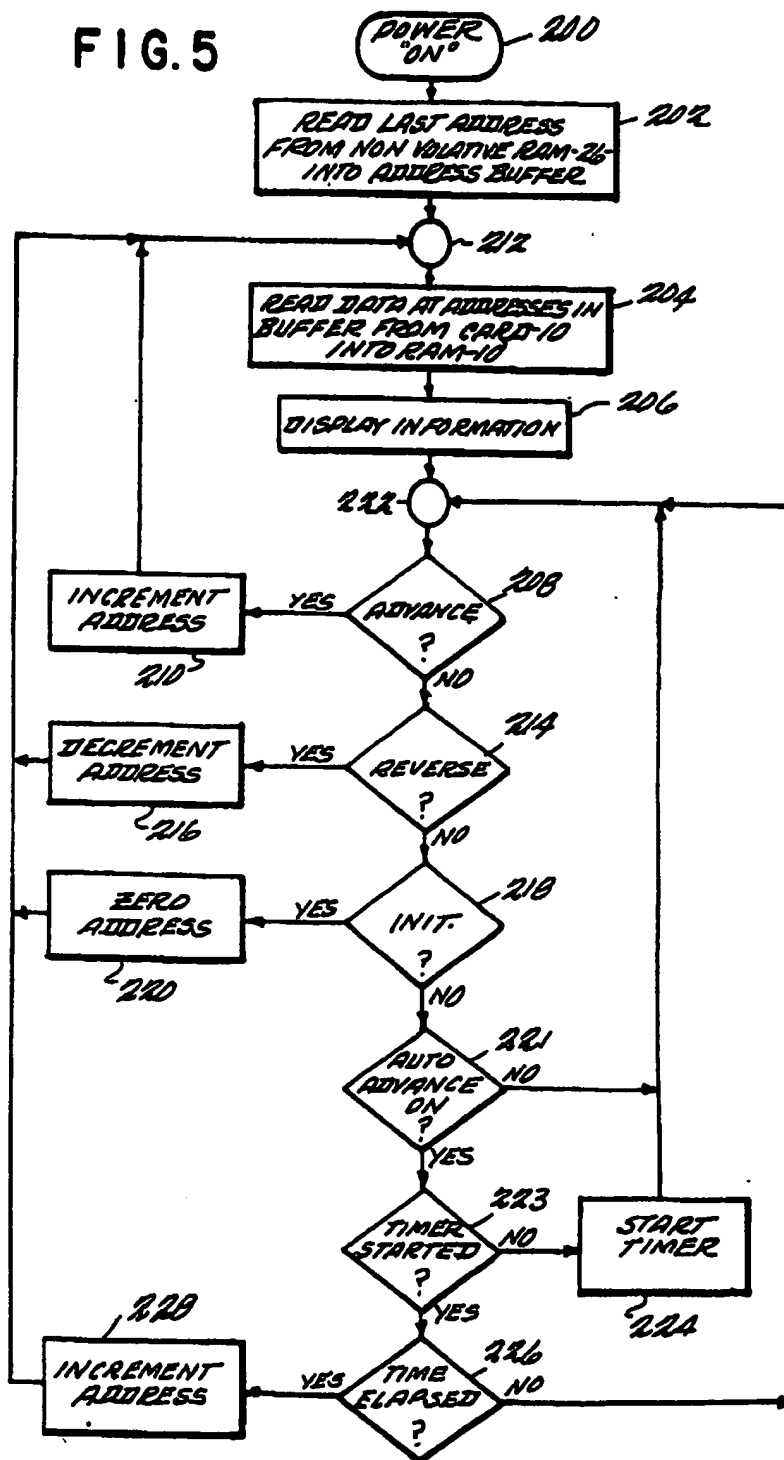 FIG. 5
POWER
"ON"
200
READ LAST ADDRESS
FROM NON VOLATIVE RAM-26
INTO ADDRESS BUFFER
202
212
READ DATA AT ADDRESSES IN
BUFFER FROM CARD-10
INTO RAM-10
204
DISPLAY INFORMATION
206
222
ADVANCE
?
208
YES
INCREMENT
ADDRESS
210
NO
REVERSE
?
214
YES
DECREMENT
ADDRESS
216
NO
INIT.
?
218
YES
ZERO
ADDRESS
220
NO
AUTO
ADVANCE
ON
?
221
NO
YES
TIMER
STARTED
?
223
NO
START
TIMER
224
YES
TIME
ELAPSED
?
226
NO
YES
INCREMENT
ADDRESS
228